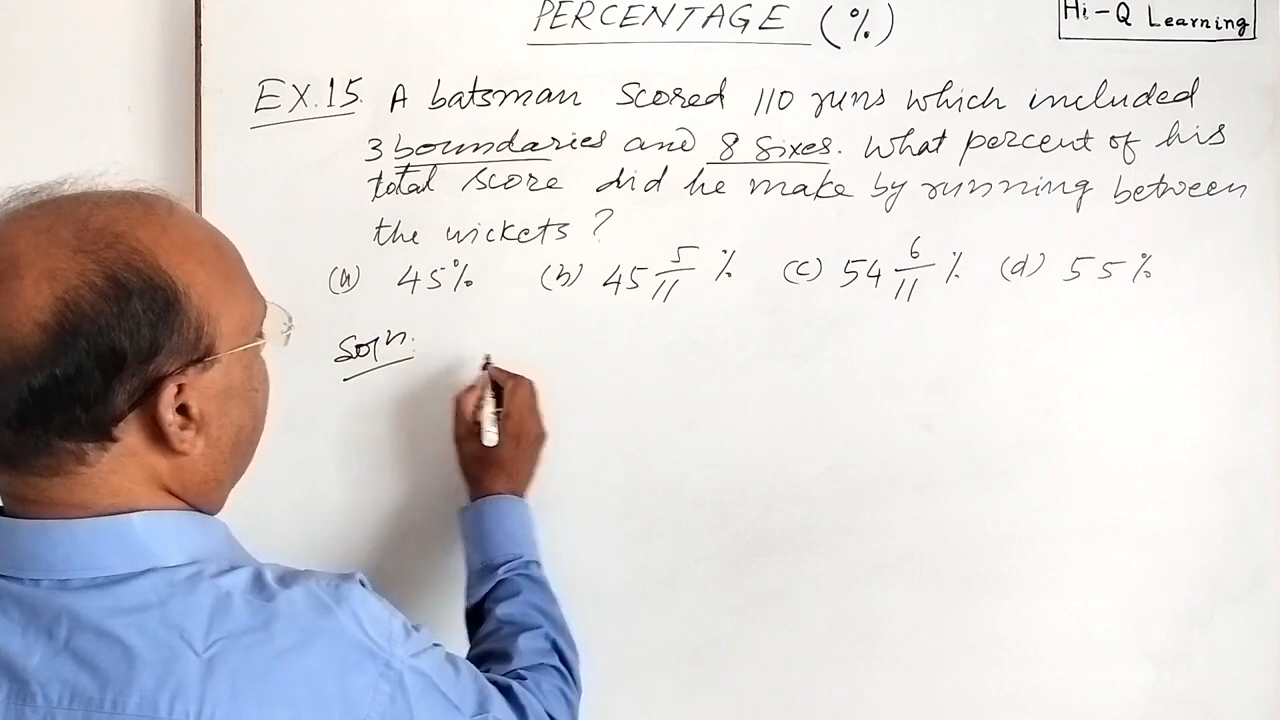 PERCENTAGE (%)
Hi-Q Learning
EX.15. A batsman scored 110 runs which included
3 boundaries and 8 sixes. What percent of his
total score did he make by running between
the wickets?
(a) 45% (b) 45 5/11 % (c) 54 6/11 % (d) 55%
Solⁿ: